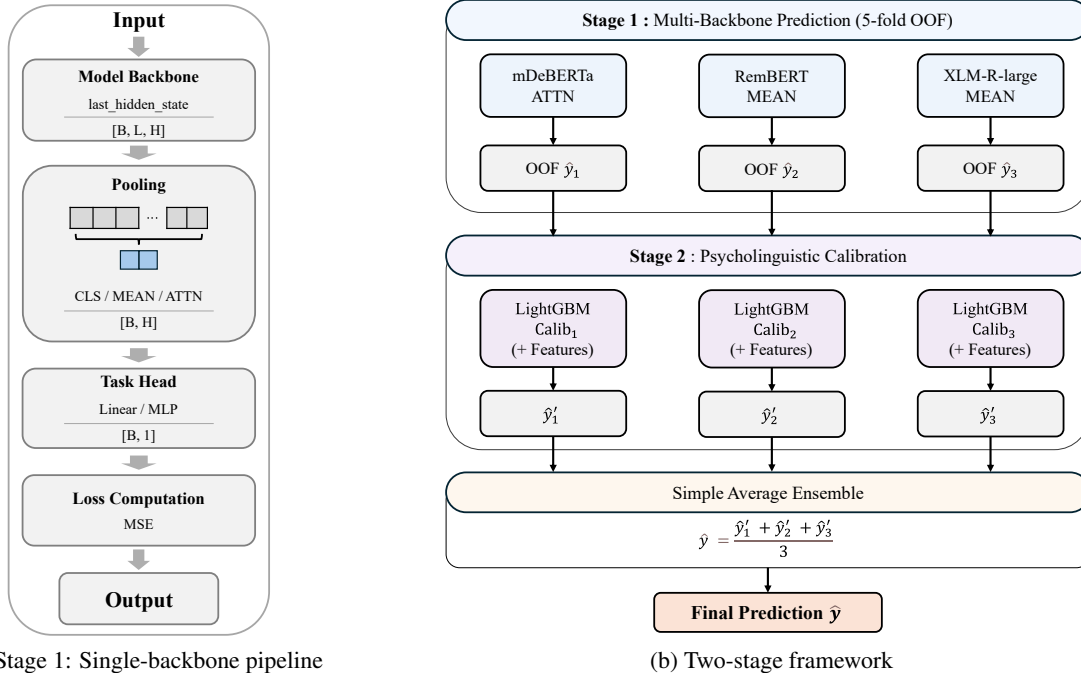 Input
Model Backbone
last_hidden_state
[B, L, H]
Pooling
...
CLS / MEAN / ATTN
[B, H]
Task Head
Linear / MLP
[B, 1]
Loss Computation
MSE
Output
Stage 1: Single-backbone pipeline
Stage 1 : Multi-Backbone Prediction (5-fold OOF)
mDeBERTa RemBERT XLM-R-large
ATTN MEAN MEAN
OOF ŷ₁ OOF ŷ₂ OOF ŷ₃
Stage 2 : Psycholinguistic Calibration
LightGBM LightGBM LightGBM
Calib₁ Calib₂ Calib₃
(+ Features) (+ Features) (+ Features)
ŷ′₁ ŷ′₂ ŷ′₃
Simple Average Ensemble
ŷ = (ŷ′₁ + ŷ′₂ + ŷ′₃) / 3
Final Prediction ŷ
(b) Two-stage framework